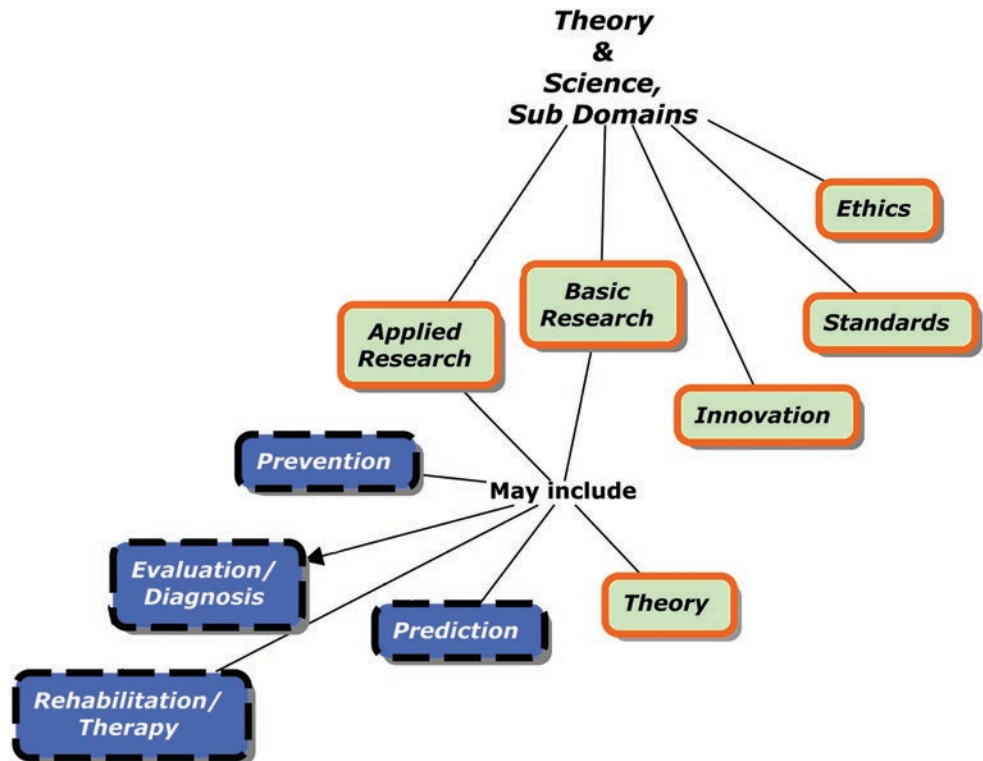 Theory
&
Science,
Sub Domains
Ethics
Basic
Research
Standards
Applied
Research
Innovation
Prevention
May include
Evaluation/
Diagnosis
Theory
Prediction
Rehabilitation/
Therapy